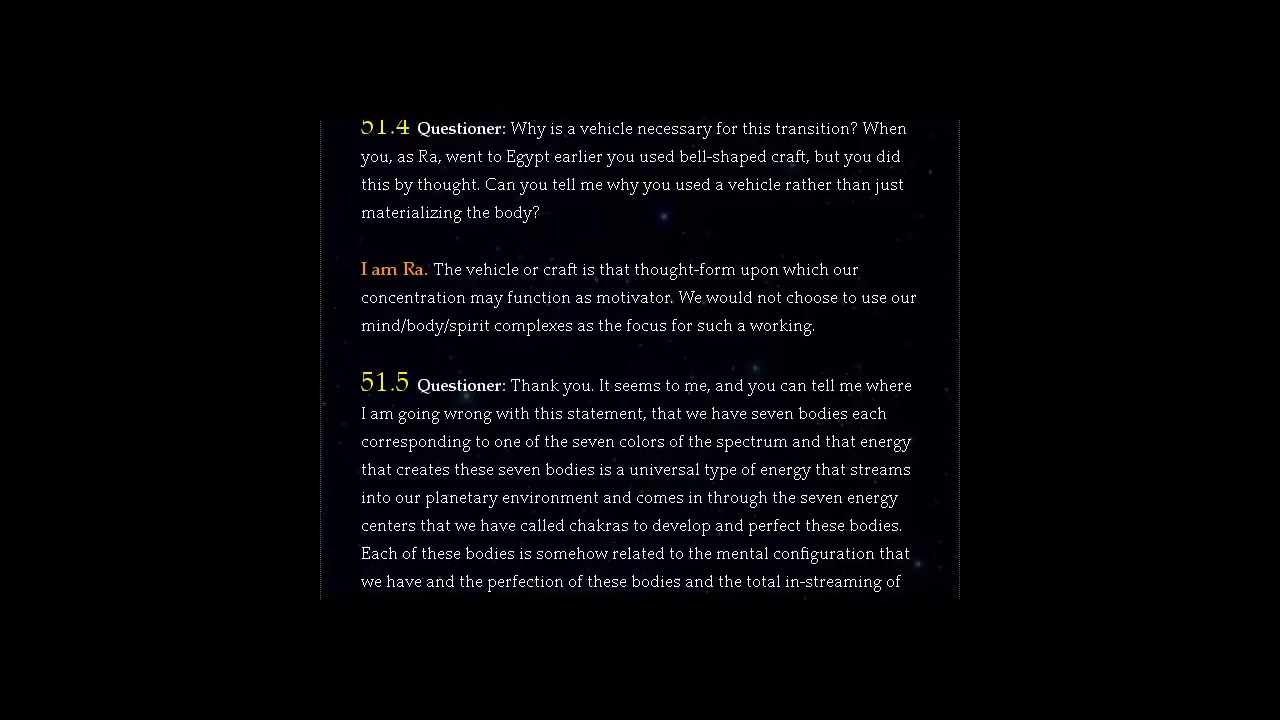 51.4 Questioner: Why is a vehicle necessary for this transition? When
you, as Ra, went to Egypt earlier you used bell-shaped craft, but you did
this by thought. Can you tell me why you used a vehicle rather than just
materializing the body?
I am Ra. The vehicle or craft is that thought-form upon which our
concentration may function as motivator. We would not choose to use our
mind/body/spirit complexes as the focus for such a working.
51.5 Questioner: Thank you. It seems to me, and you can tell me where
I am going wrong with this statement, that we have seven bodies each
corresponding to one of the seven colors of the spectrum and that energy
that creates these seven bodies is a universal type of energy that streams
into our planetary environment and comes in through the seven energy
centers that we have called chakras to develop and perfect these bodies.
Each of these bodies is somehow related to the mental configuration that
we have and the perfection of these bodies and the total in-streaming of